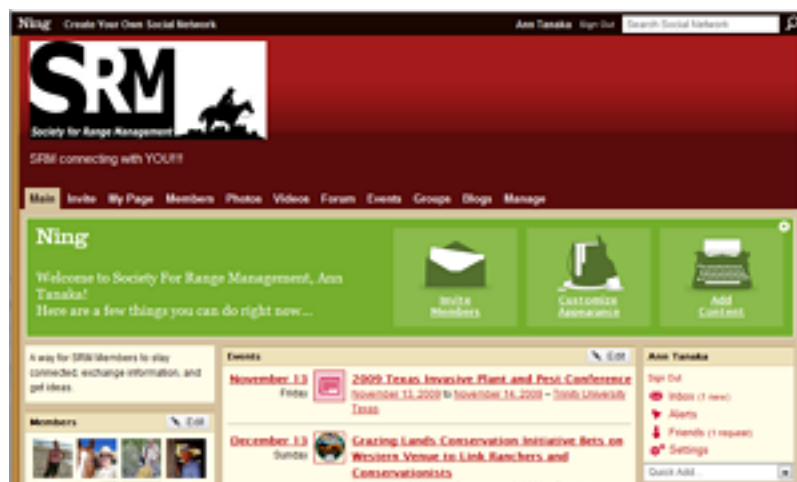 Ning Create Your Own Social Network Ann Tanaka Sign Out Search Social Network
SRM
Society for Range Management
SRM connecting with YOU!!!
Main Invite My Page Members Photos Videos Forum Events Groups Blogs Manage
Ning
Welcome to Society For Range Management, Ann
Tanaka!
Here are a few things you can do right now...
Invite
Members
Customize
Appearance
Add
Content
A way for SRM Members to stay
connected, exchange information, and
get ideas.
Members Edit
Events Edit
November 13 2009 Texas Invasive Plant and Pest Conference
Friday November 13, 2009 to November 14, 2009 – Trinity University
Texas
December 13 Grazing Lands Conservation Initiative Bets on
Sunday Western Venue to Link Ranchers and
Conservationists
Ann Tanaka
Sign Out
Inbox (1 new)
Alerts
Friends (1 request)
Settings
Quick Add...